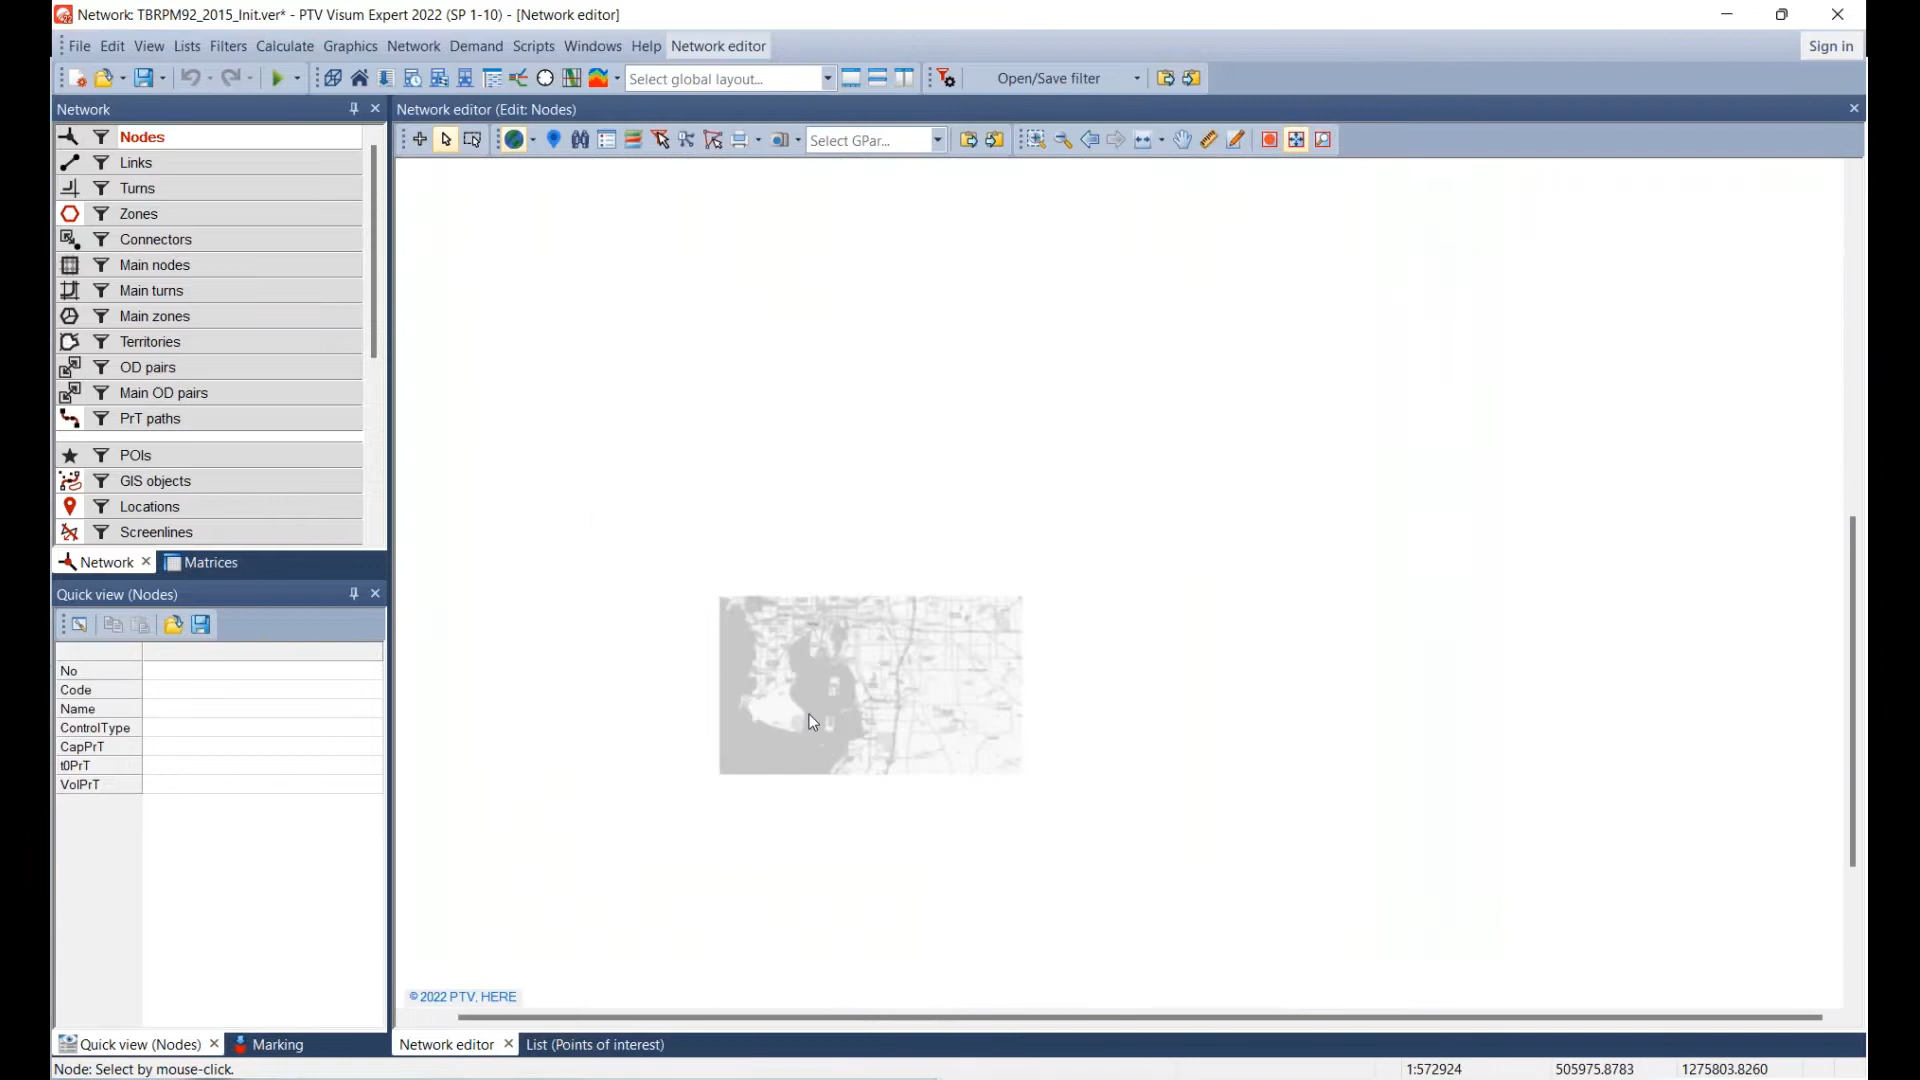 Network: TBRPM92_2015_Init.ver* - PTV Visum Expert 2022 (SP 1-10) - [Network editor]
File Edit View Lists Filters Calculate Graphics Network Demand Scripts Windows Help Network editor
Sign in
Select global layout...
Open/Save filter
Network
Network editor (Edit: Nodes)
Select GPar...
Nodes
Links
Turns
Zones
Connectors
Main nodes
Main turns
Main zones
Territories
OD pairs
Main OD pairs
PrT paths
POIs
GIS objects
Locations
Screenlines
Network
Matrices
Quick view (Nodes)
No
Code
Name
ControlType
CapPrT
t0PrT
VolPrT
© 2022 PTV, HERE
Quick view (Nodes)
Marking
Network editor
List (Points of interest)
Node: Select by mouse-click.
1:572924
505975.8783
1275803.8260